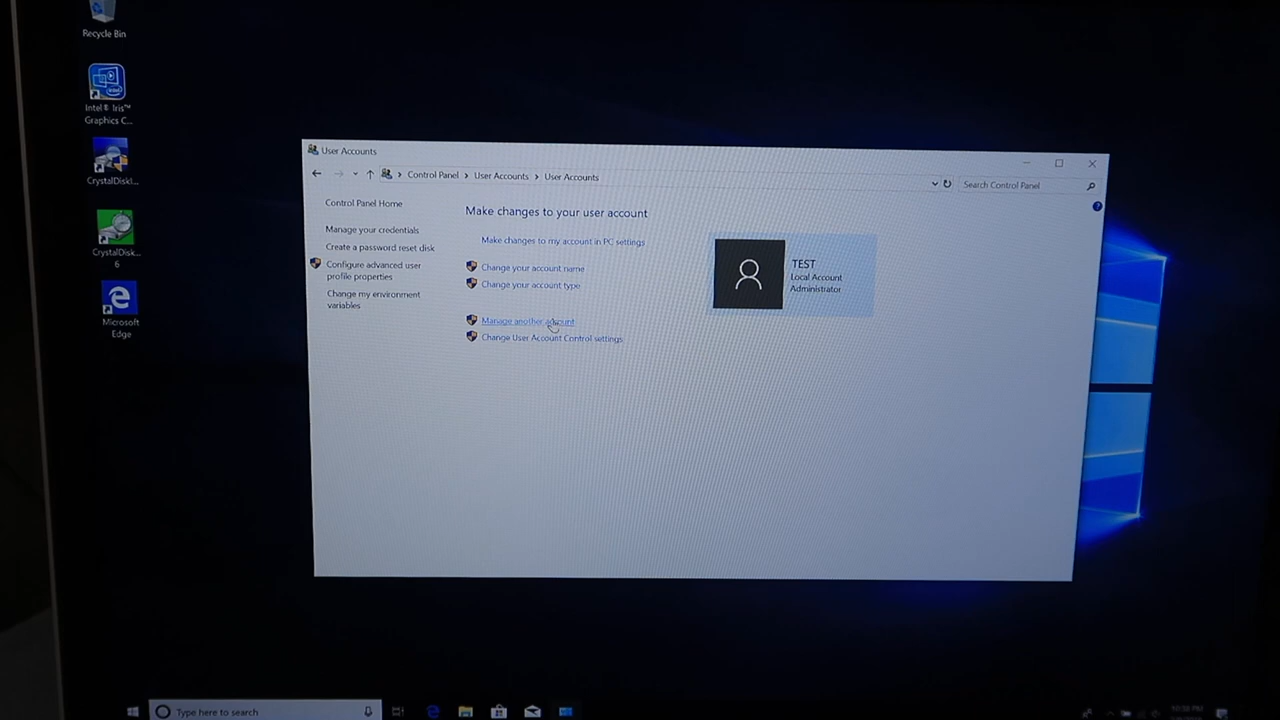 Recycle Bin
Intel® Iris™
Graphics C...
CrystalDiskI...
CrystalDisk...
6
Microsoft
Edge
User Accounts
Control Panel > User Accounts > User Accounts
Search Control Panel
Control Panel Home
Manage your credentials
Create a password reset disk
Configure advanced user
profile properties
Change my environment
variables
Make changes to your user account
Make changes to my account in PC settings
Change your account name
Change your account type
Manage another account
Change User Account Control settings
TEST
Local Account
Administrator
Type here to search